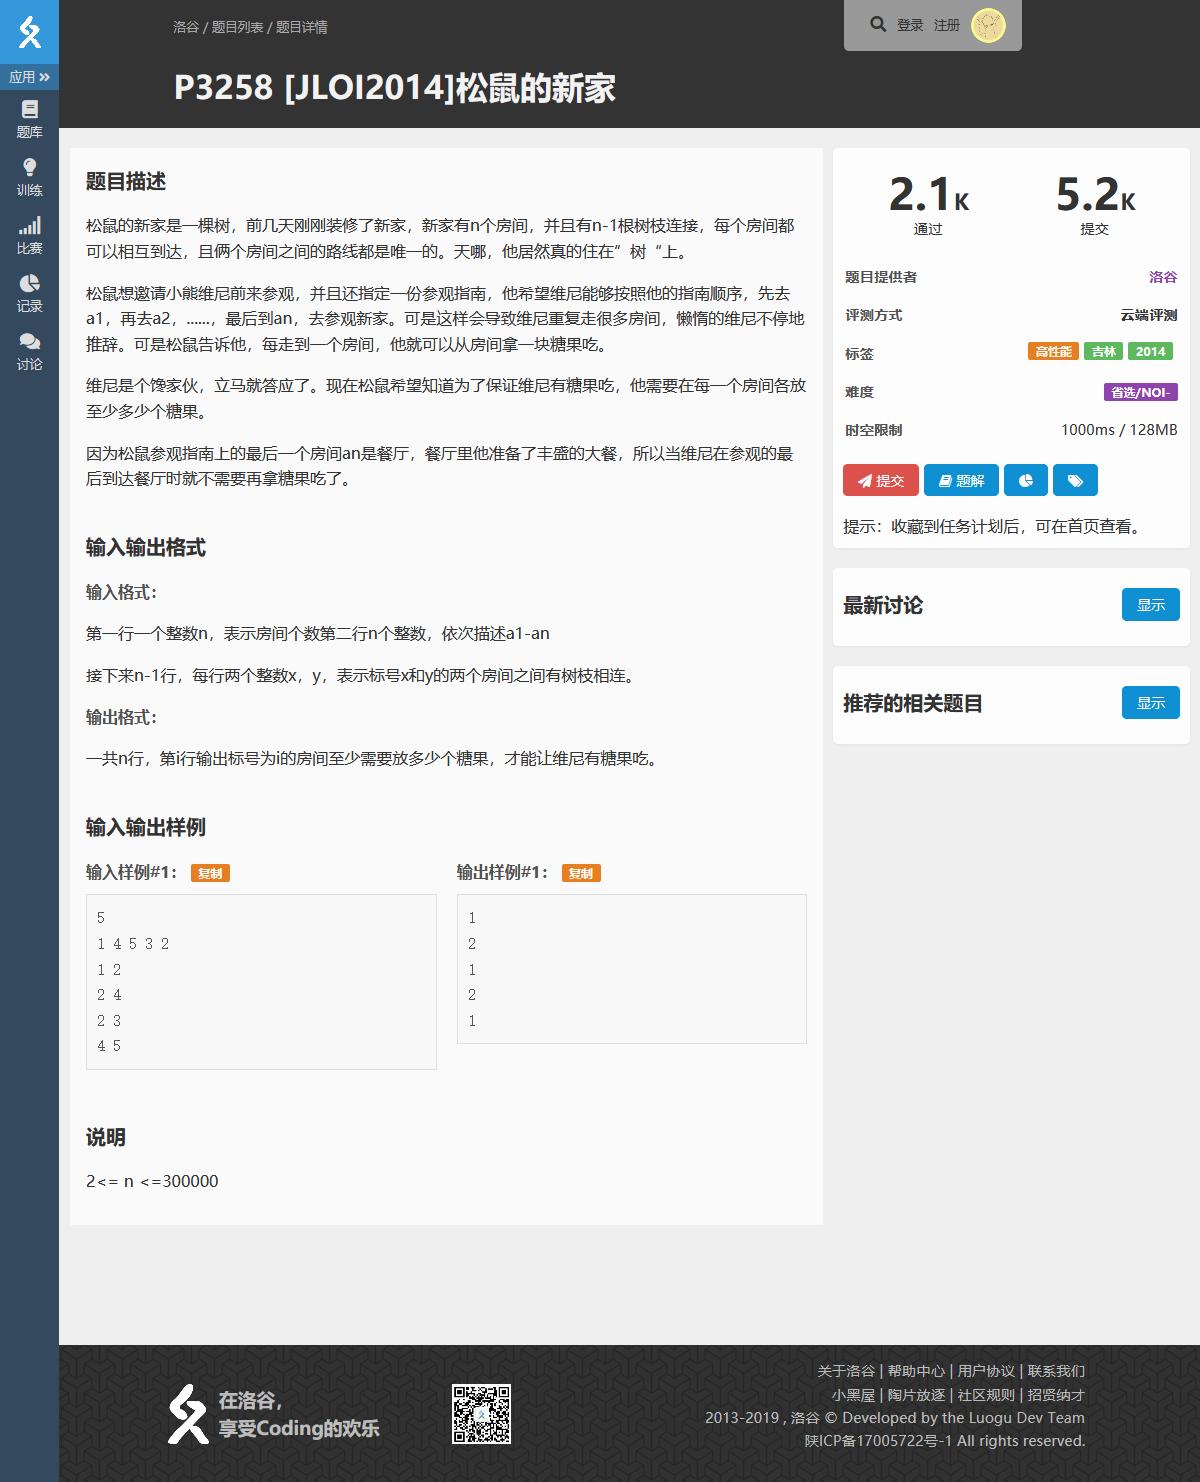 洛谷 / 题目列表 / 题目详情
登录 注册
P3258 [JLOI2014]松鼠的新家
应用
题库
训练
比赛
记录
讨论
题目描述
松鼠的新家是一棵树，前几天刚刚装修了新家，新家有n个房间，并且有n-1根树枝连接，每个房间都
可以相互到达，且俩个房间之间的路线都是唯一的。天哪，他居然真的住在”树“上。
松鼠想邀请小熊维尼前来参观，并且还指定一份参观指南，他希望维尼能够按照他的指南顺序，先去
a1，再去a2，......，最后到an，去参观新家。可是这样会导致维尼重复走很多房间，懒惰的维尼不停地
推辞。可是松鼠告诉他，每走到一个房间，他就可以从房间拿一块糖果吃。
维尼是个馋家伙，立马就答应了。现在松鼠希望知道为了保证维尼有糖果吃，他需要在每一个房间各放
至少多少个糖果。
因为松鼠参观指南上的最后一个房间an是餐厅，餐厅里他准备了丰盛的大餐，所以当维尼在参观的最
后到达餐厅时就不需要再拿糖果吃了。
输入输出格式
输入格式：
第一行一个整数n，表示房间个数第二行n个整数，依次描述a1-an
接下来n-1行，每行两个整数x，y，表示标号x和y的两个房间之间有树枝相连。
输出格式：
一共n行，第i行输出标号为i的房间至少需要放多少个糖果，才能让维尼有糖果吃。
输入输出样例
输入样例#1： 复制
5
1 4 5 3 2
1 2
2 4
2 3
4 5
输出样例#1： 复制
1
2
1
2
1
说明
2<= n <=300000
2.1K
通过
5.2K
提交
题目提供者 洛谷
评测方式 云端评测
标签 高性能 吉林 2014
难度 省选/NOI-
时空限制 1000ms / 128MB
提交 题解
提示：收藏到任务计划后，可在首页查看。
最新讨论 显示
推荐的相关题目 显示
在洛谷，
享受Coding的欢乐
关于洛谷 | 帮助中心 | 用户协议 | 联系我们
小黑屋 | 陶片放逐 | 社区规则 | 招贤纳才
2013-2019 , 洛谷 © Developed by the Luogu Dev Team
陕ICP备17005722号-1 All rights reserved.